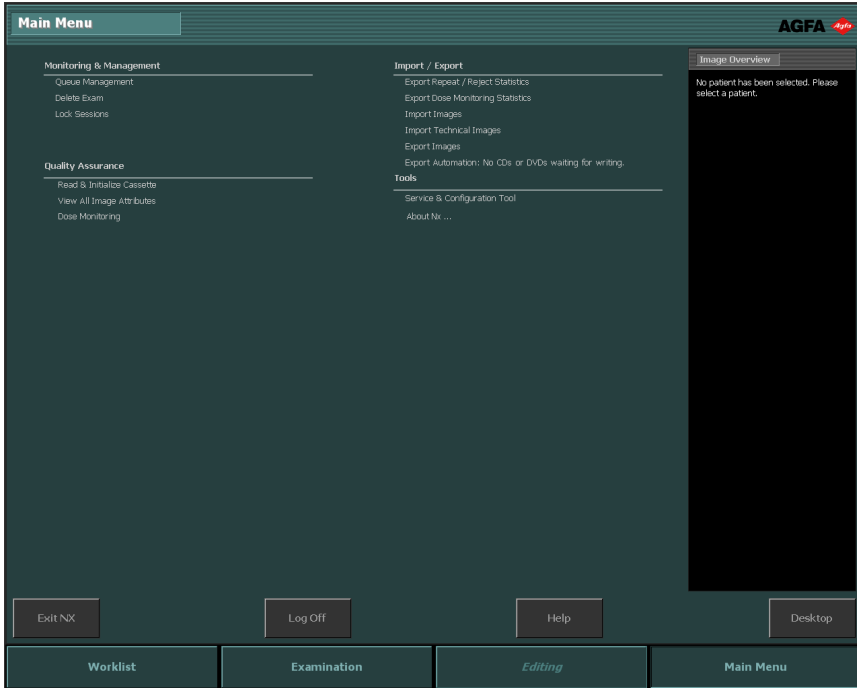 Main Menu
AGFA
Agfa
Monitoring & Management
Queue Management
Delete Exam
Lock Sessions
Quality Assurance
Read & Initialize Cassette
View All Image Attributes
Dose Monitoring
Import / Export
Export Repeat / Reject Statistics
Export Dose Monitoring Statistics
Import Images
Import Technical Images
Export Images
Export Automation: No CDs or DVDs waiting for writing.
Tools
Service & Configuration Tool
About Nx ...
Image Overview
No patient has been selected. Please
select a patient.
Exit NX
Log Off
Help
Desktop
Worklist
Examination
Editing
Main Menu